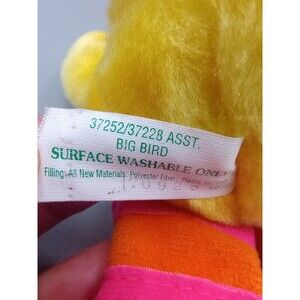 37252/37228 ASST.
BIG BIRD
SURFACE WASHABLE ONLY
Filling: All New Materials: Polyester Fiber,